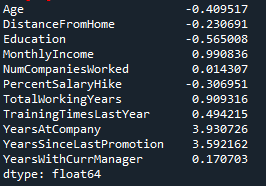 Age -0.409517
DistanceFromHome -0.230691
Education -0.565008
MonthlyIncome 0.990836
NumCompaniesWorked 0.014307
PercentSalaryHike -0.306951
TotalWorkingYears 0.909316
TrainingTimesLastYear 0.494215
YearsAtCompany 3.930726
YearsSinceLastPromotion 3.592162
YearsWithCurrManager 0.170703
dtype: float64